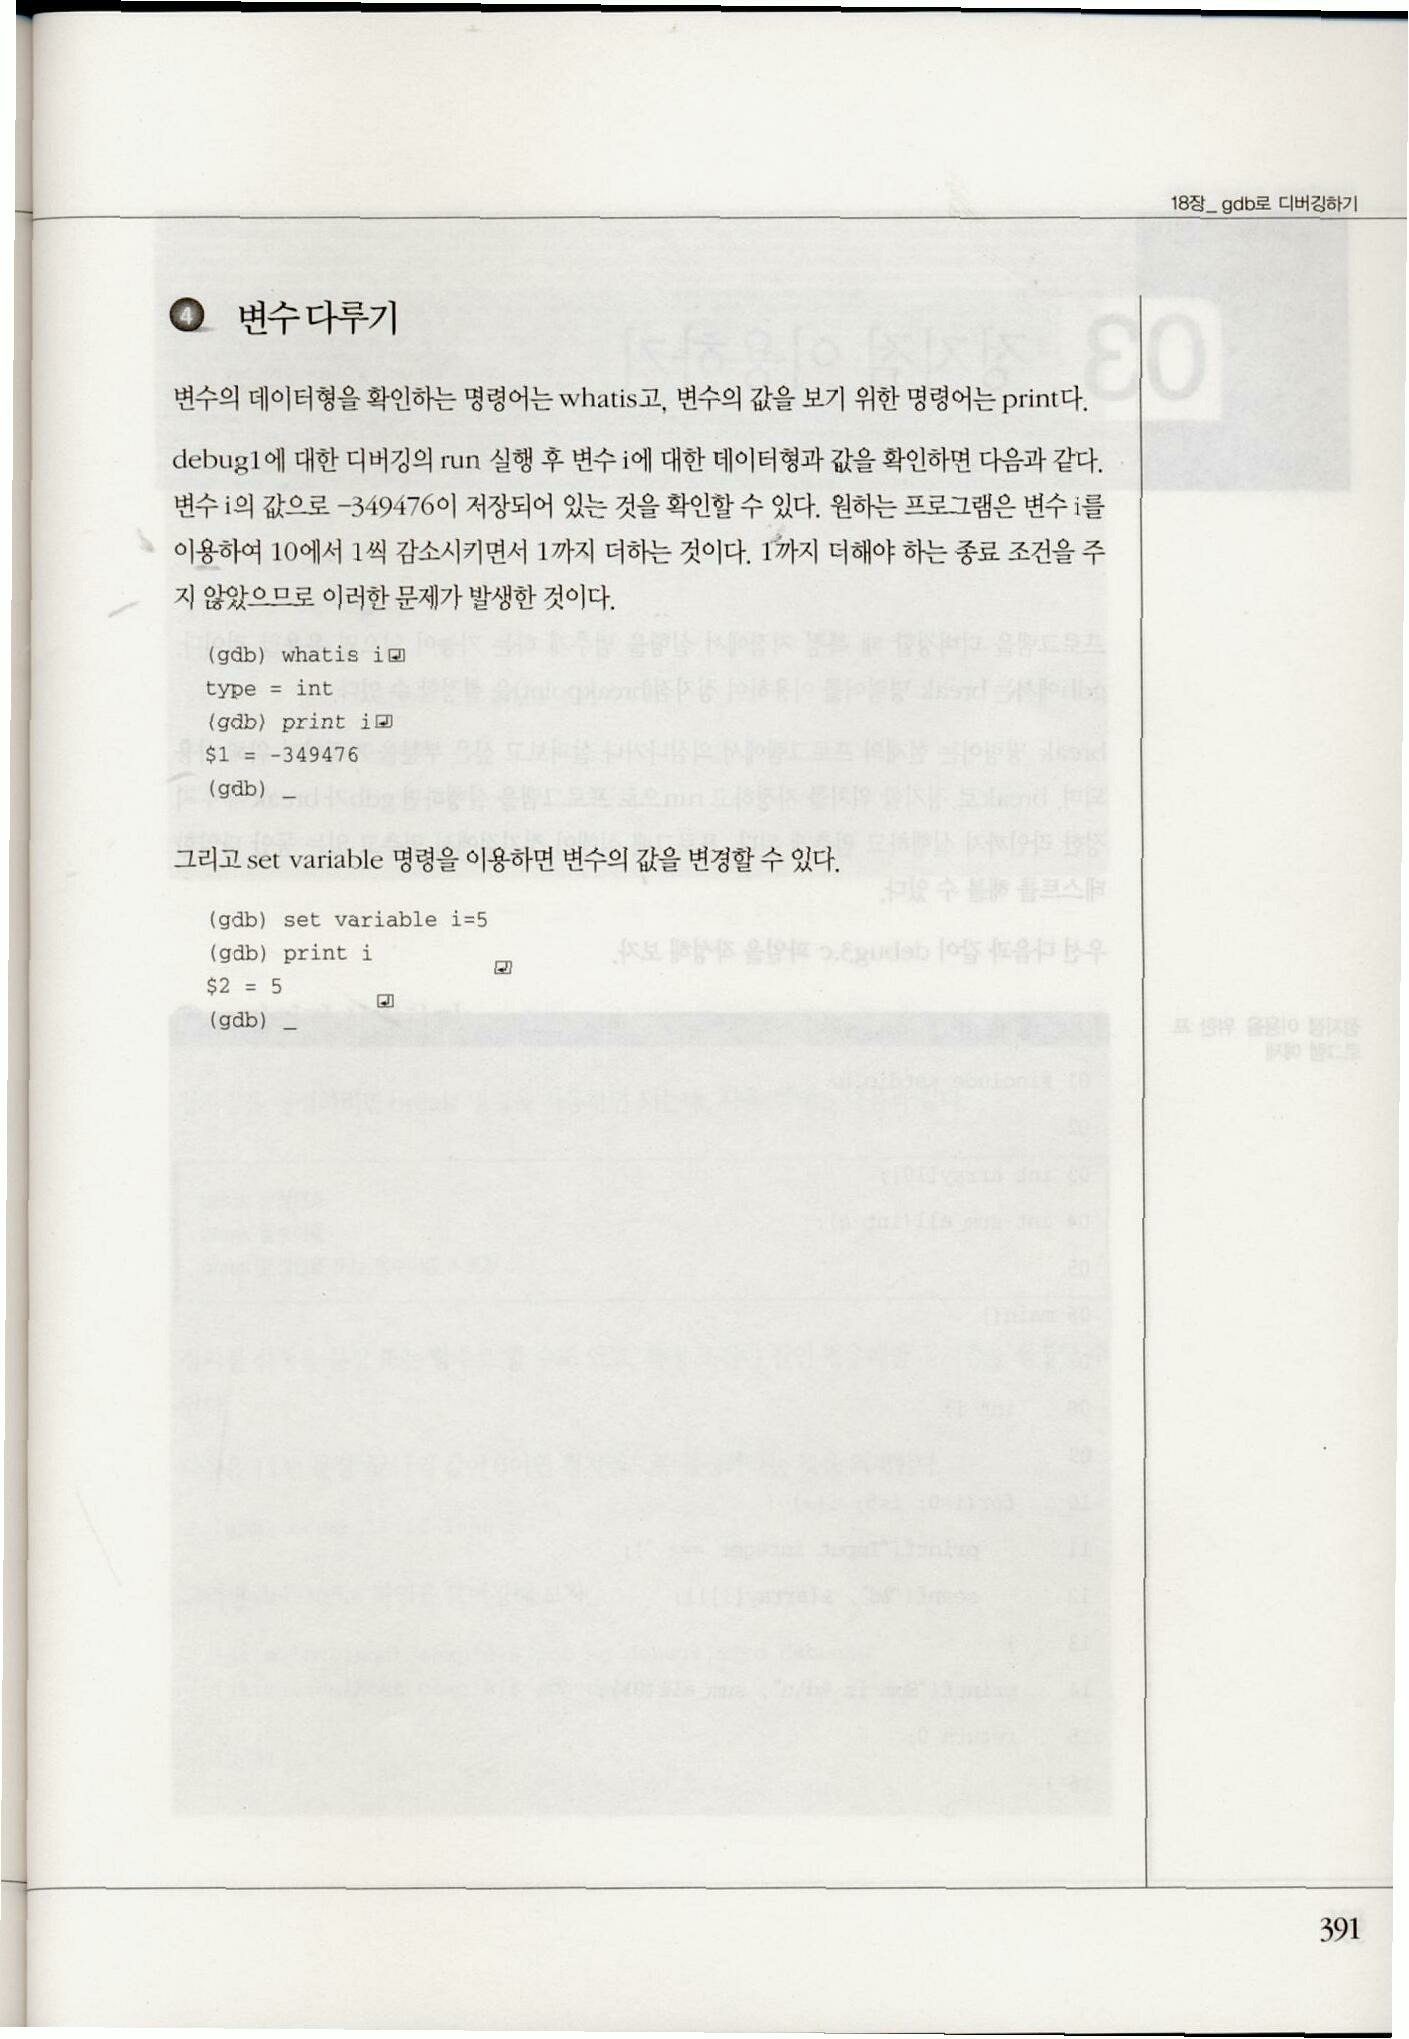 18장_ gdb로 디버깅하기
4 변수 다루기
변수의 데이터형을 확인하는 명령어는 whatis고, 변수의 값을 보기 위한 명령어는 print다.
debug1에 대한 디버깅의 run 실행 후 변수 i에 대한 데이터형과 값을 확인하면 다음과 같다.
변수 i의 값으로 -349476이 저장되어 있는 것을 확인할 수 있다. 원하는 프로그램은 변수 i를
이용하여 10에서 1씩 감소시키면서 1까지 더하는 것이다. 1까지 더해야 하는 종료 조건을 주
지 않았으므로 이러한 문제가 발생한 것이다.
(gdb) whatis i
type = int
(gdb) print i
$1 = -349476
(gdb) _
그리고 set variable 명령을 이용하면 변수의 값을 변경할 수 있다.
(gdb) set variable i=5
(gdb) print i
$2 = 5
(gdb) _
391